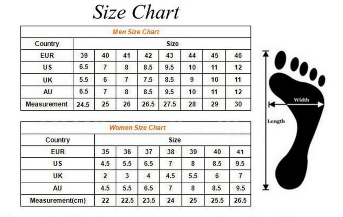 Size Chart
Men Size Chart
Country Size
EUR 39 40 41 42 43 44 45 46
US 6.5 7 8 8.5 9.5 10 11 12
UK 5.5 6 7 7.5 8.5 9 10 11
AU 6.5 7 8 8.5 9.5 10 11 12
Measurement 24.5 25 26 26.5 27.5 28 29 30
Width
Length
Women Size Chart
Country Size
EUR 35 36 37 38 39 40 41
US 4.5 5.5 6.5 7 8 8.5 9.5
UK 2 3 4 4.5 5.5 6 7
AU 4.5 5.5 6.5 7 8 8.5 9.5
Measurement(cm) 22 22.5 23.5 24 25 25.5 26.5